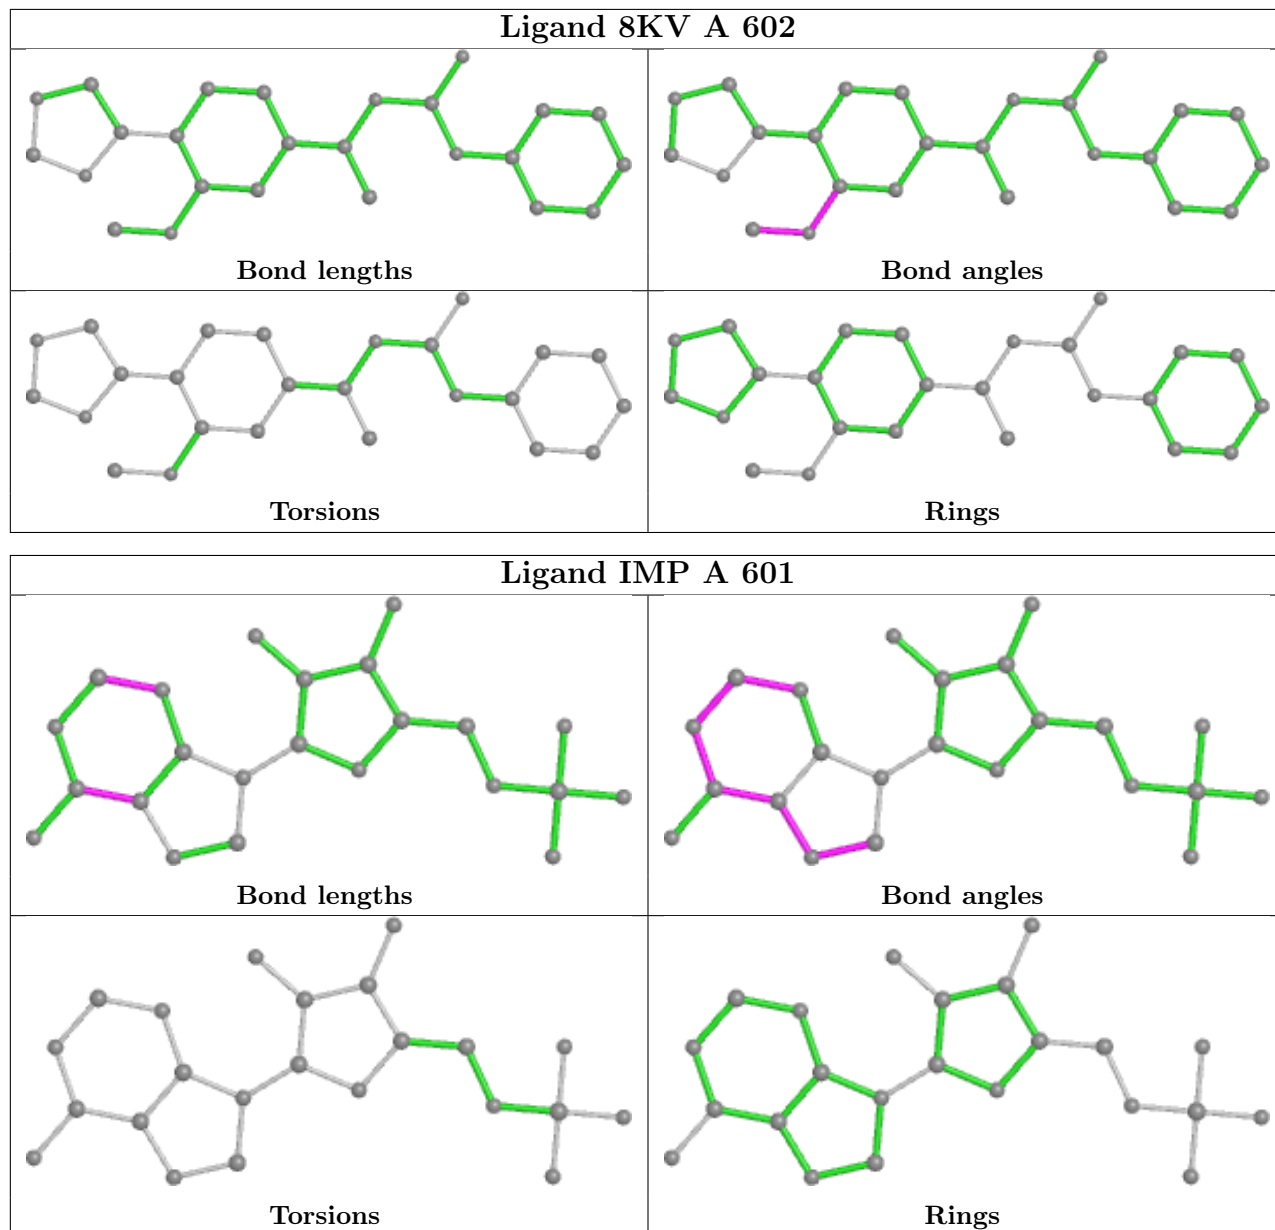 Ligand 8KV A 602
Bond lengths
Bond angles
Torsions
Rings
Ligand IMP A 601
Bond lengths
Bond angles
Torsions
Rings